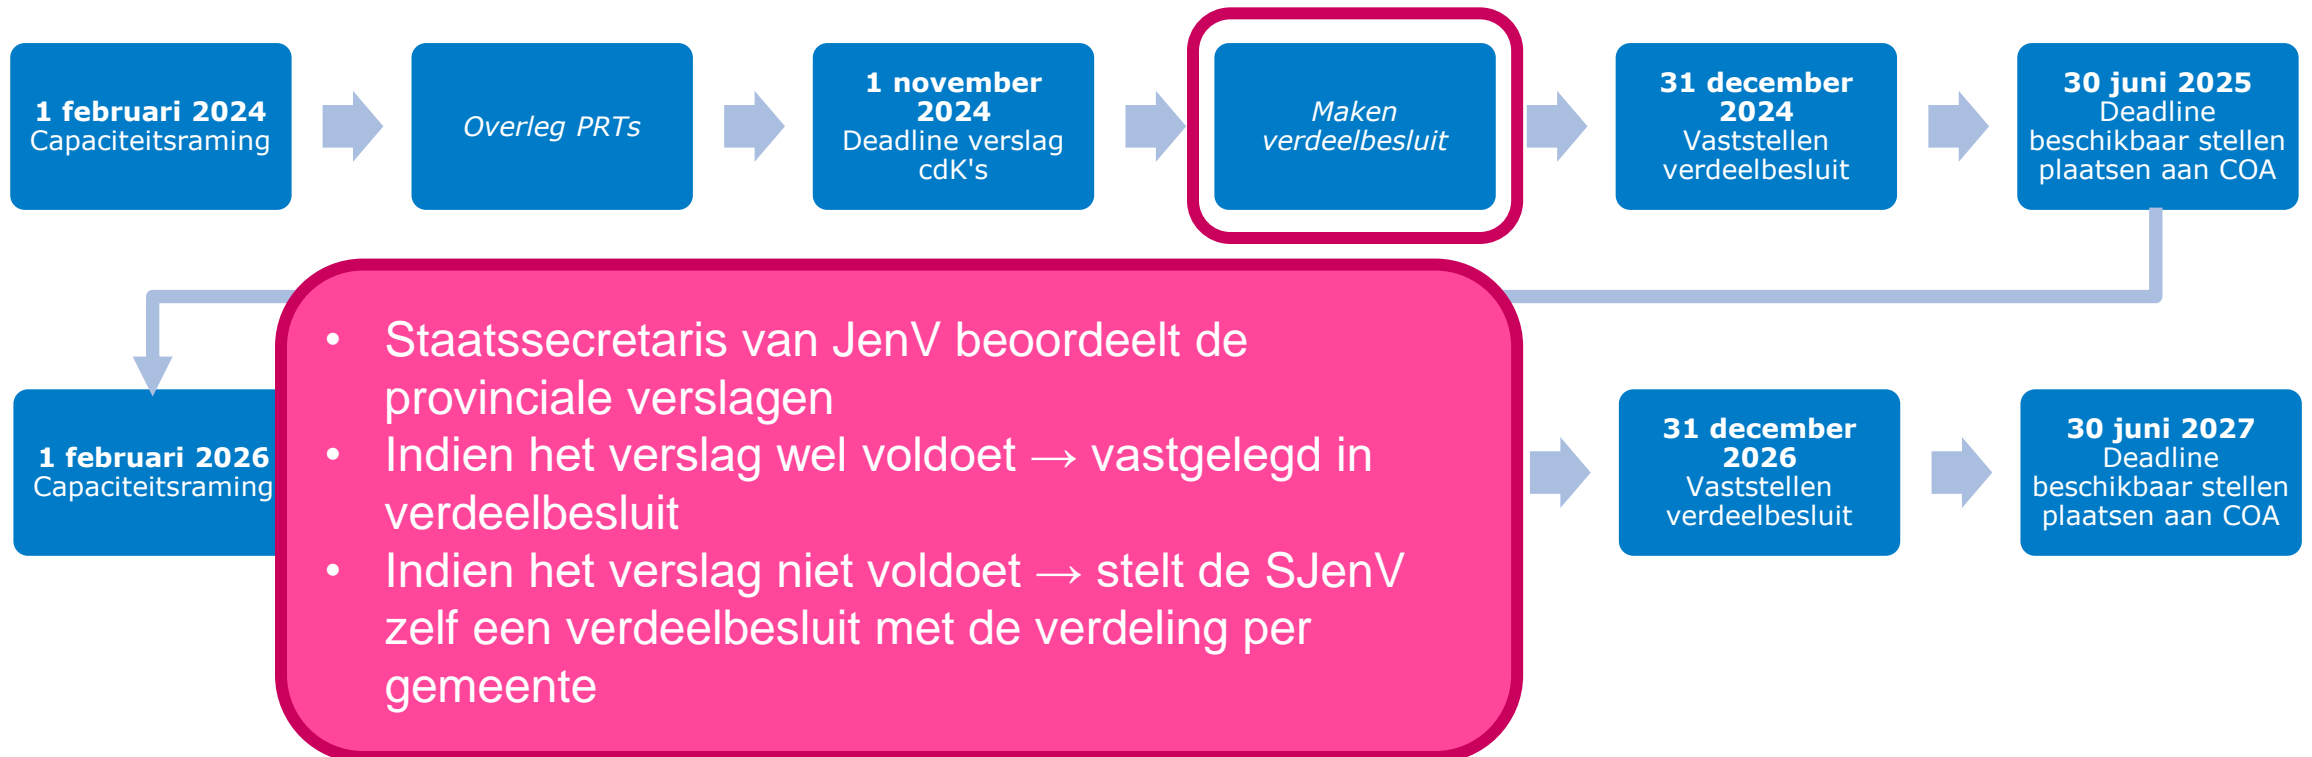 1 februari 2024
Capaciteitsraming
Overleg PRTs
1 november
2024
Deadline verslag
cdK's
Maken
verdeelbesluit
31 december
2024
Vaststellen
verdeelbesluit
30 juni 2025
Deadline
beschikbaar stellen
plaatsen aan COA
1 februari 2026
Capaciteitsraming
• Staatssecretaris van JenV beoordeelt de
provinciale verslagen
• Indien het verslag wel voldoet → vastgelegd in
verdeelbesluit
• Indien het verslag niet voldoet → stelt de SJenV
zelf een verdeelbesluit met de verdeling per
gemeente
31 december
2026
Vaststellen
verdeelbesluit
30 juni 2027
Deadline
beschikbaar stellen
plaatsen aan COA